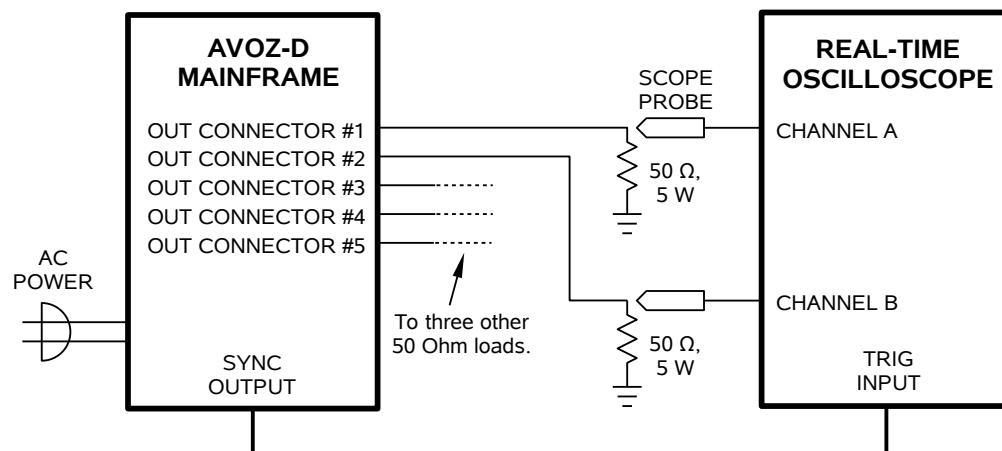 AVOZ-D
MAINFRAME
OUT CONNECTOR #1
OUT CONNECTOR #2
OUT CONNECTOR #3
OUT CONNECTOR #4
OUT CONNECTOR #5
AC
POWER
SYNC
OUTPUT
To three other
50 Ohm loads.
SCOPE
PROBE
50 Ω,
5 W
50 Ω,
5 W
REAL-TIME
OSCILLOSCOPE
CHANNEL A
CHANNEL B
TRIG
INPUT